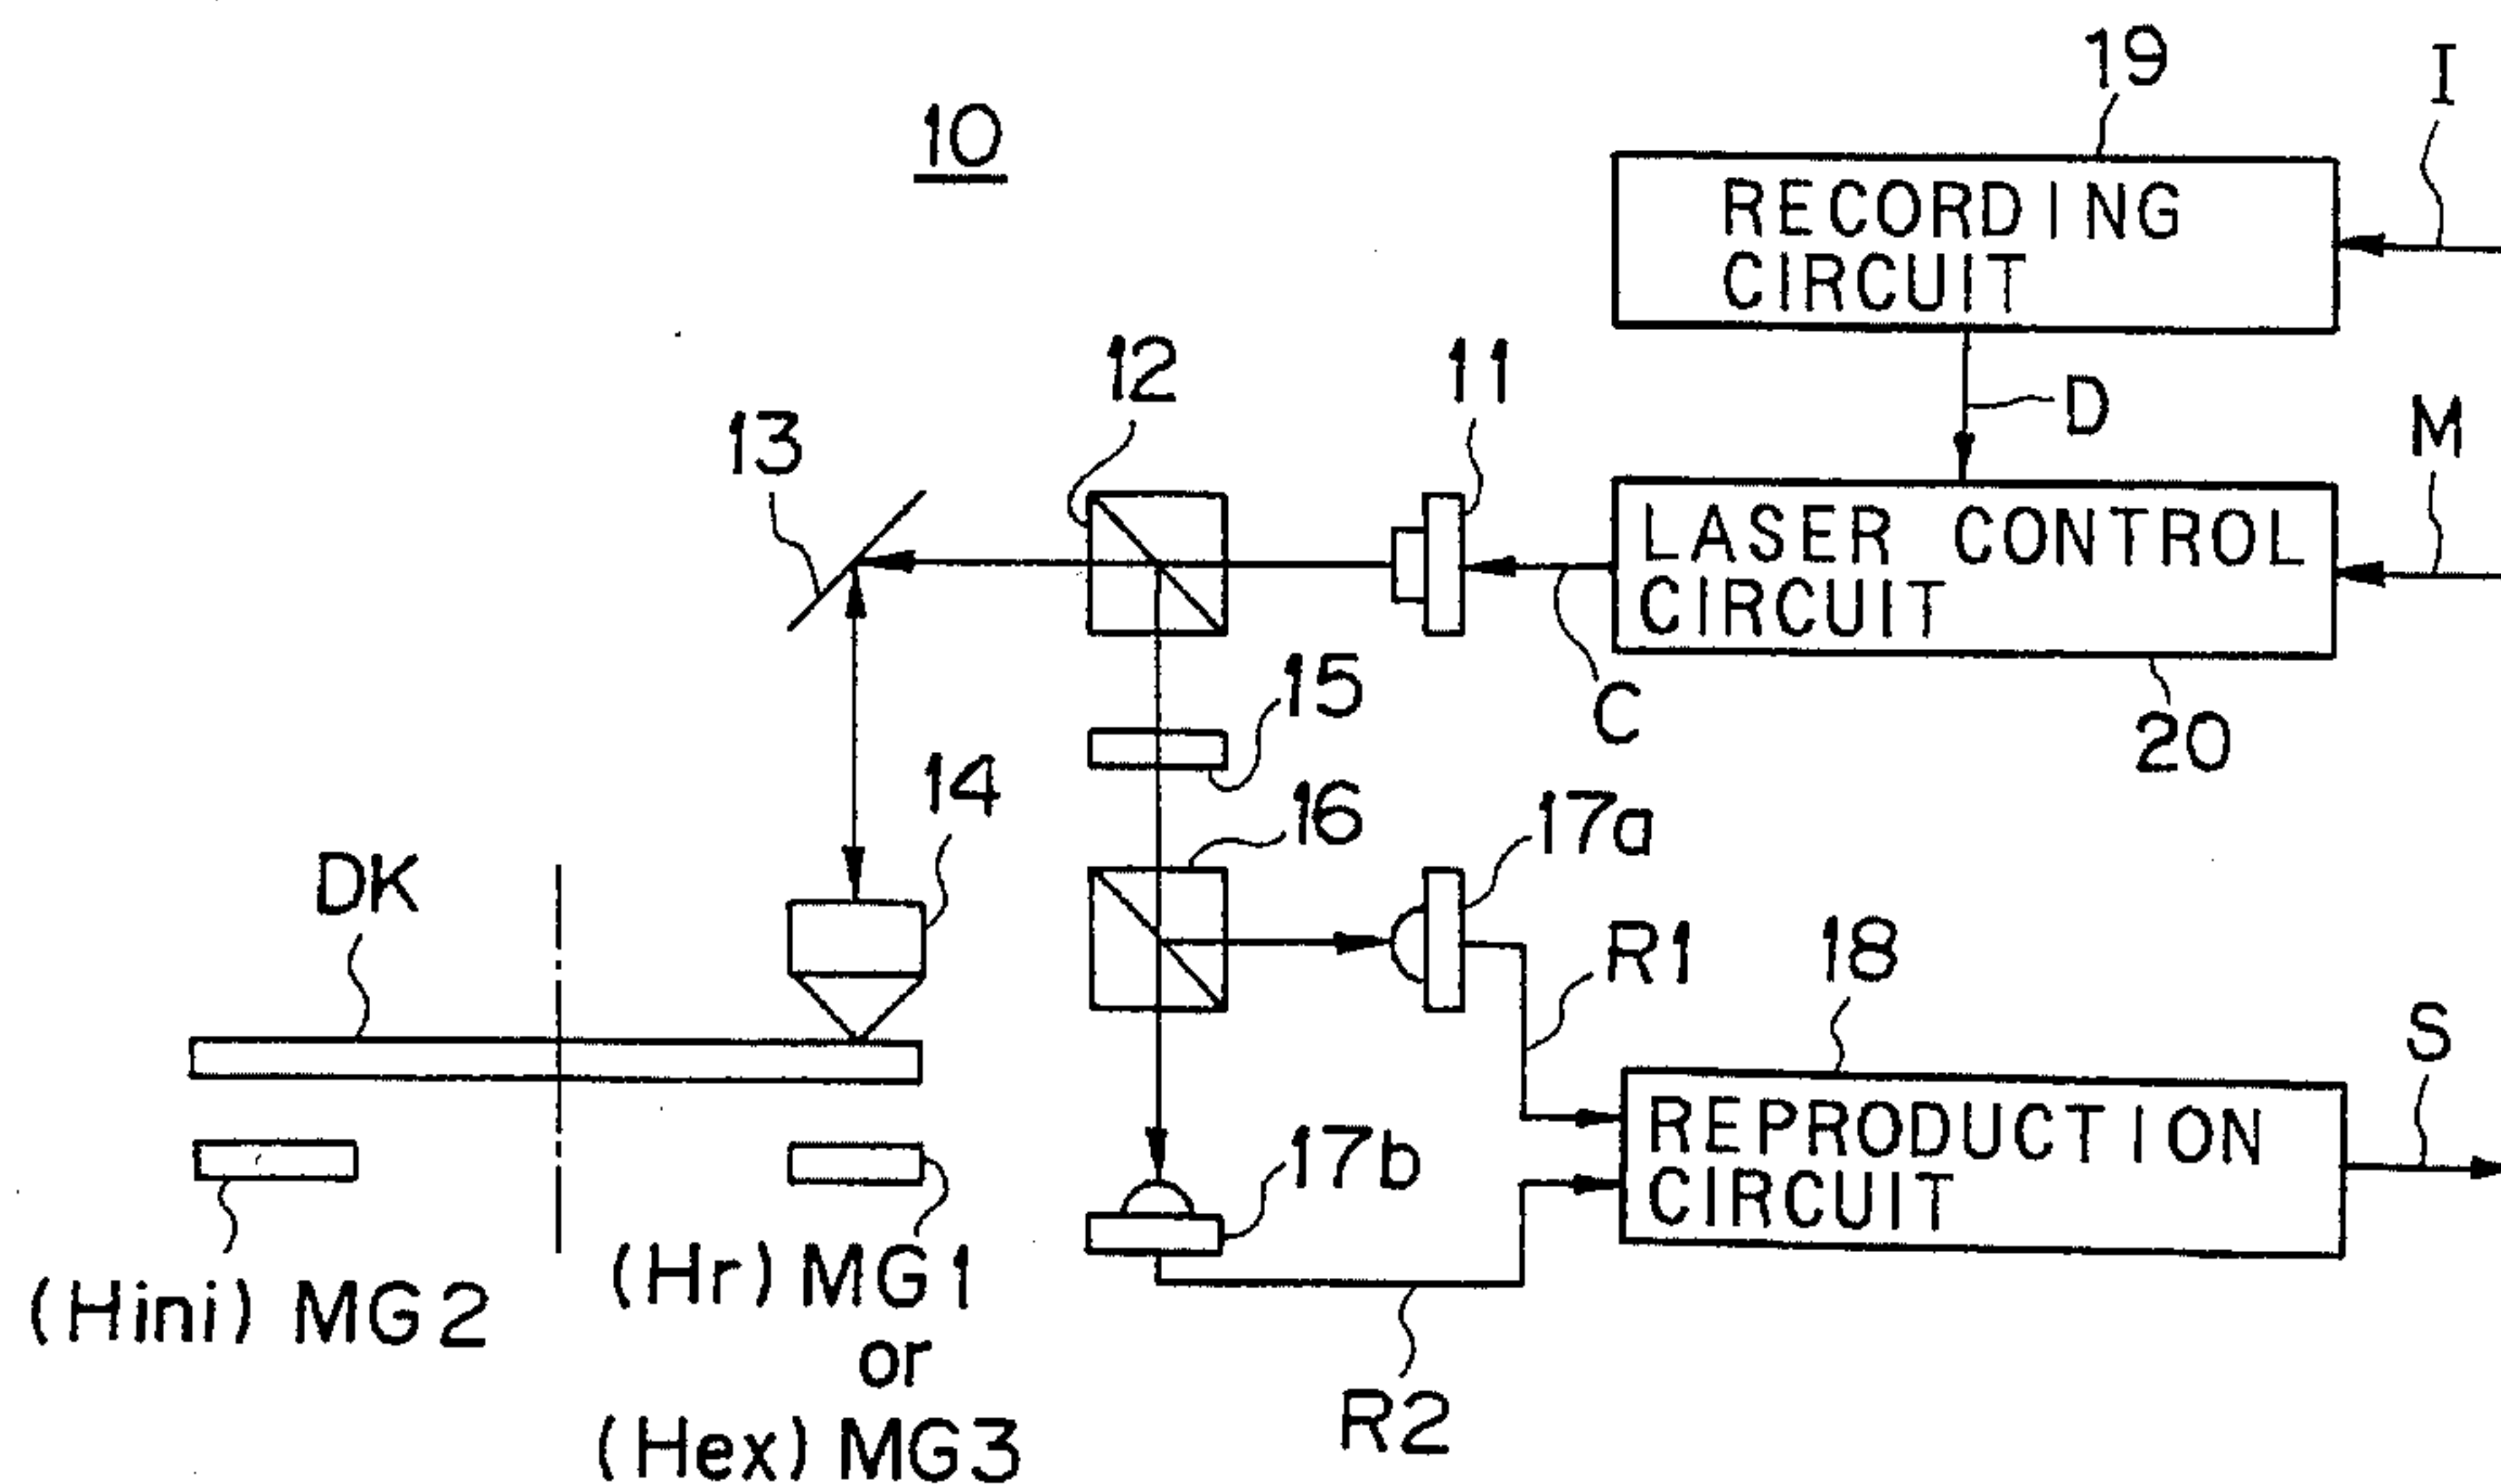 19
I
10
RECORDING
CIRCUIT
12
11
D
M
13
LASER CONTROL
CIRCUIT
15
C
20
14
16
17a
DK
R1
18
S
REPRODUCTION
CIRCUIT
17b
(Hr) MG1
(Hini) MG2
or
R2
(Hex) MG3